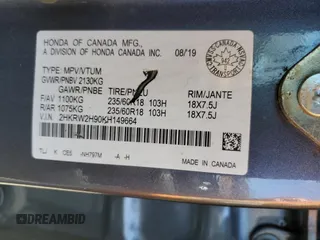 HONDA OF CANADA MFG.,
A DIVISION OF HONDA CANADA INC. 08/19
TYPE: MPV/VTUM
GVWR/PNBV 2130KG
GAWR/PNBE TIRE/PNEU RIM/JANTE
F/AV 1100KG 235/60R18 103H 18X7.5J
R/AR 1075KG 235/60R18 103H 18X7.5J
V.I.N: 2HKRW2H90KH149664
NH797M -A -H
CANADA
TRANSPORT
DREAMBID